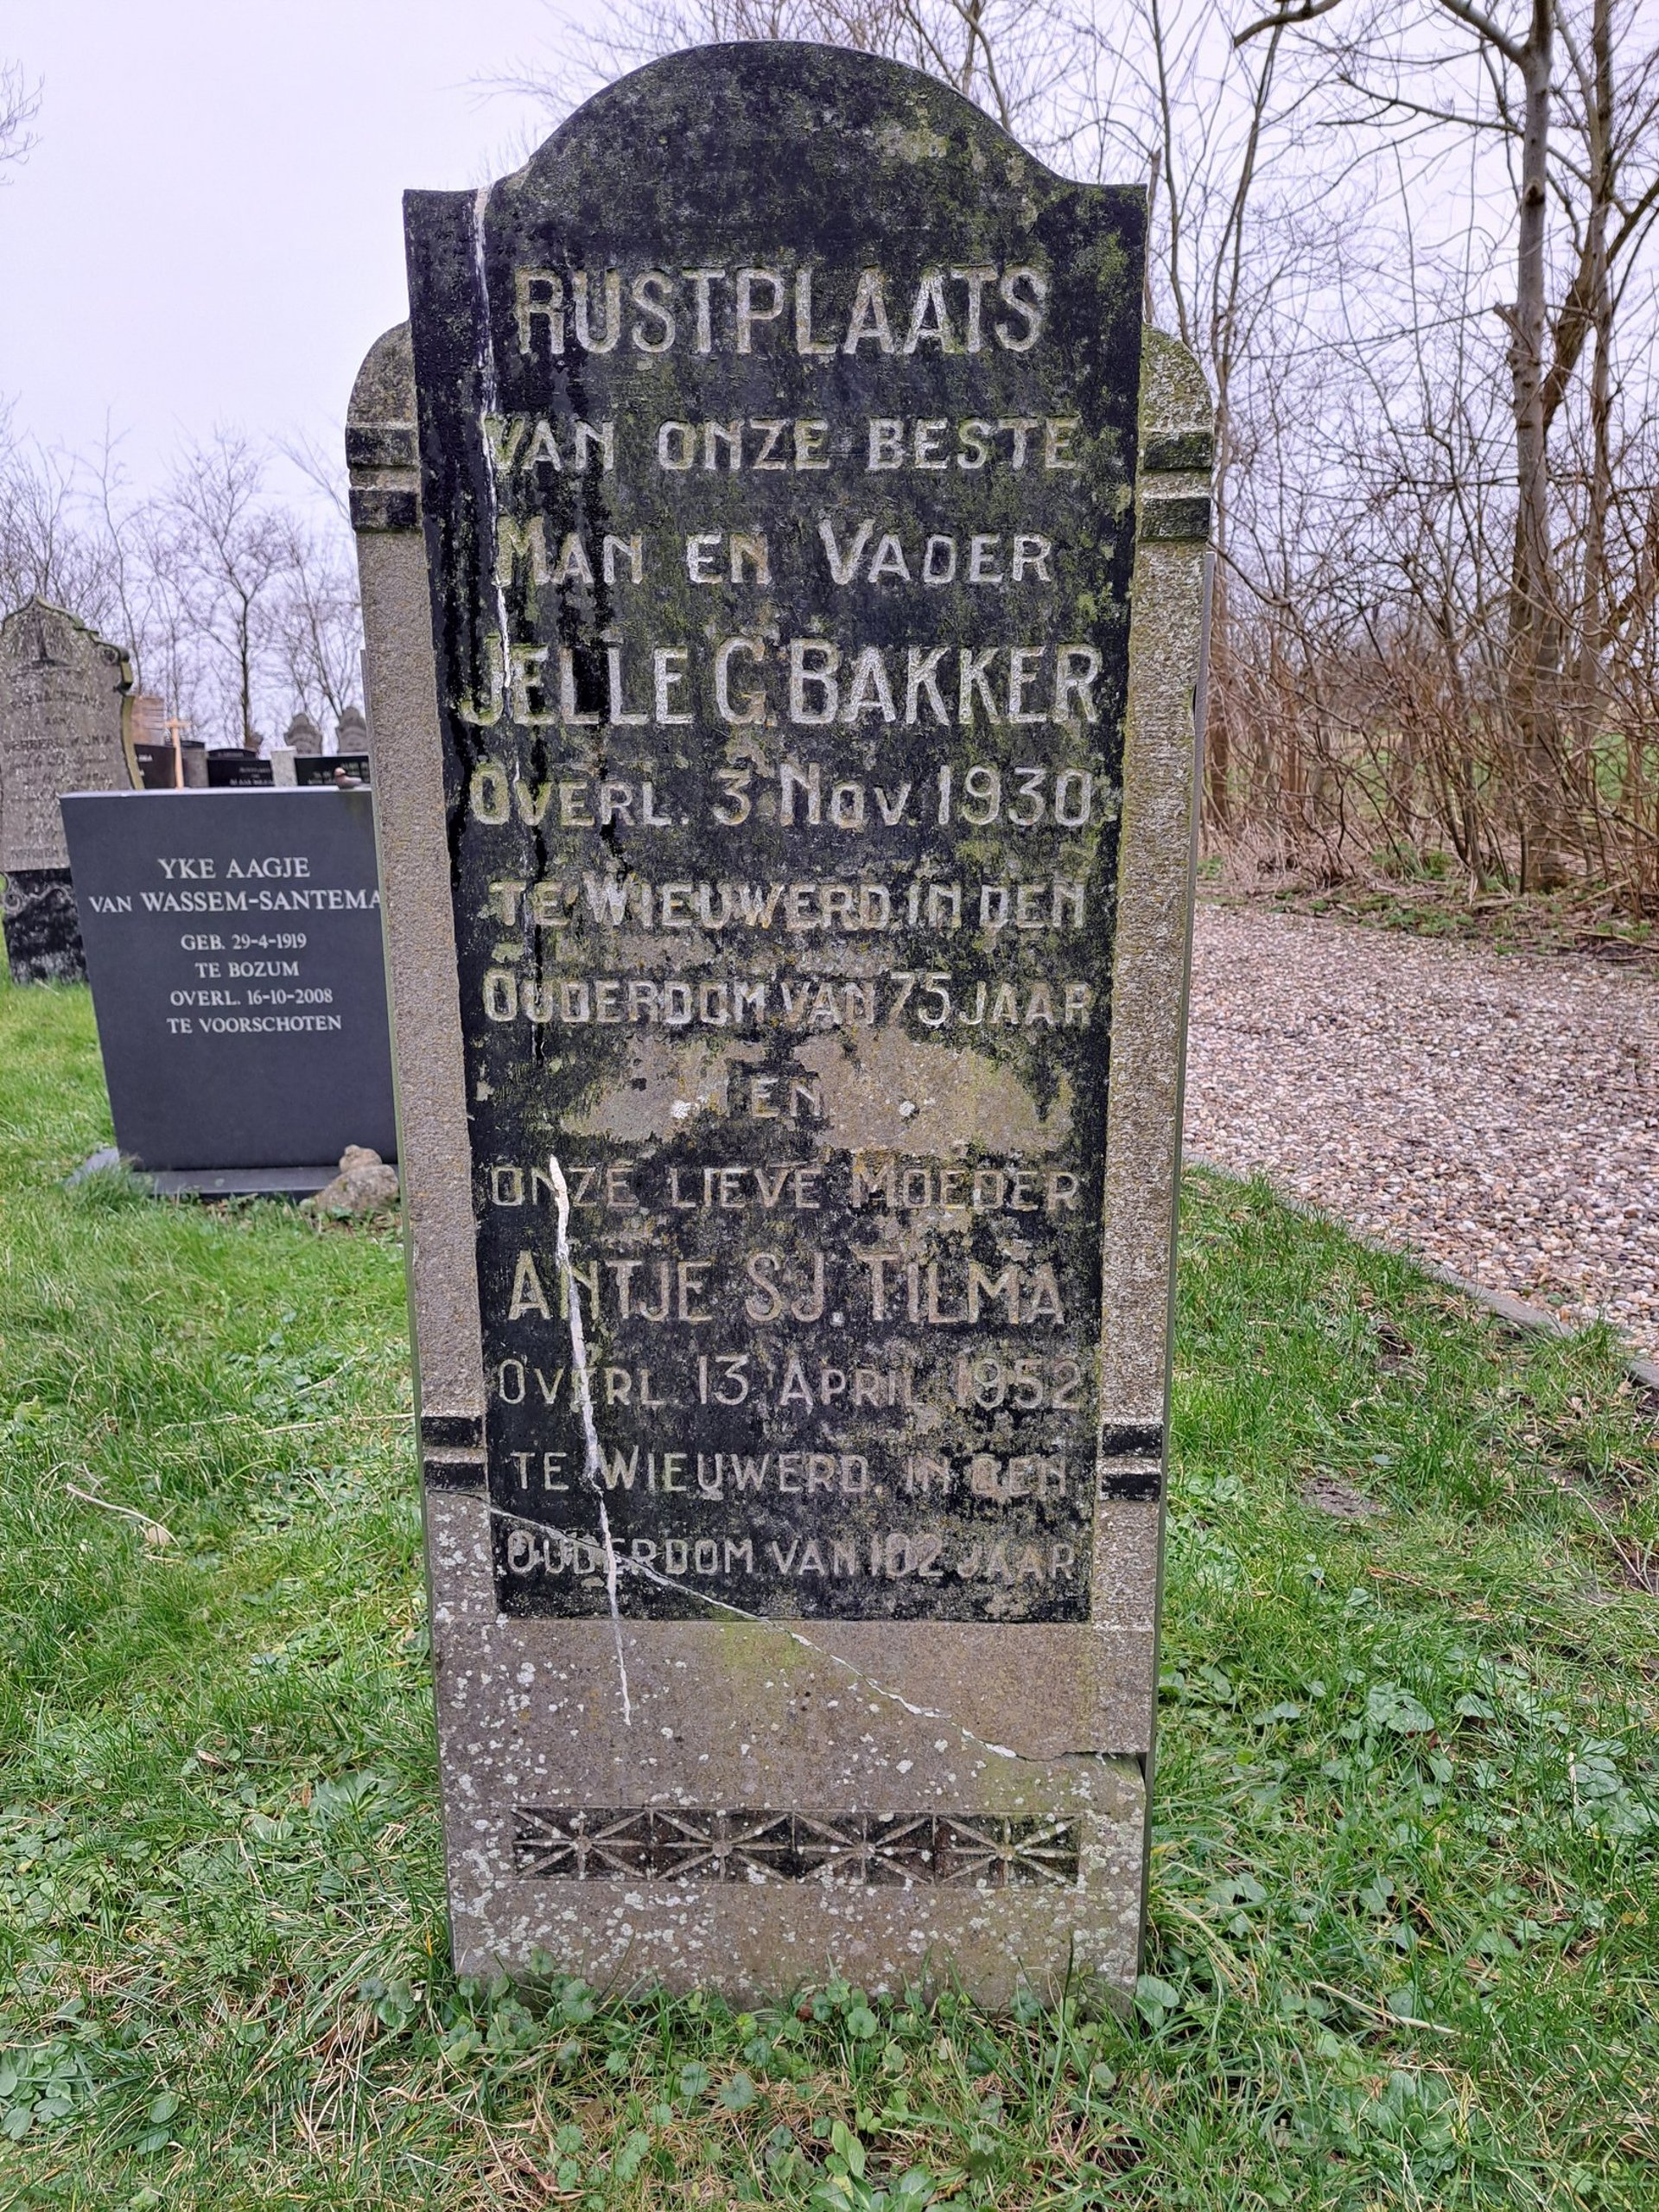 RUSTPLAATS
VAN ONZE BESTE
MAN EN VADER
JELLE G. BAKKER
OVERL. 3 NOV. 1930
TE WIEUWERD, IN DEN
OUDERDOM VAN 75 JAAR
EN
ONZE LIEVE MOEDER
ANTJE SJ. TILMA
OVERL. 13 APRIL 1952
TE WIEUWERD, IN DEN
OUDERDOM VAN 102 JAAR
YKE AAGJE
VAN WASSEM-SANTEMA
GEB. 29-4-1919
TE BOZUM
OVERL. 16-10-2008
TE VOORSCHOTEN